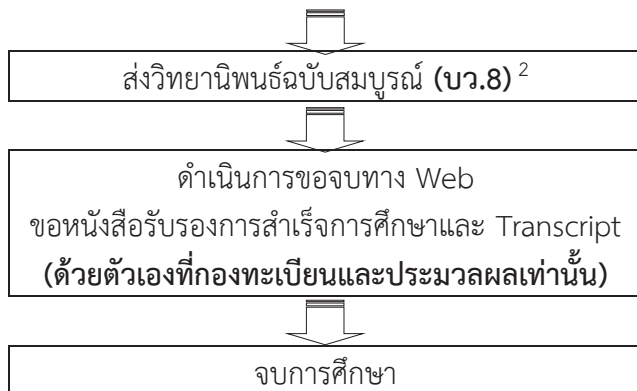 ส่งวิทยานิพนธ์ฉบับสมบูรณ์ (บว.8) 2
ดำเนินการขอจบทาง Web
ขอหนังสือรับรองการสำเร็จการศึกษาและ Transcript
(ด้วยตัวเองที่กองทะเบียนและประมวลผลเท่านั้น)
จบการศึกษา